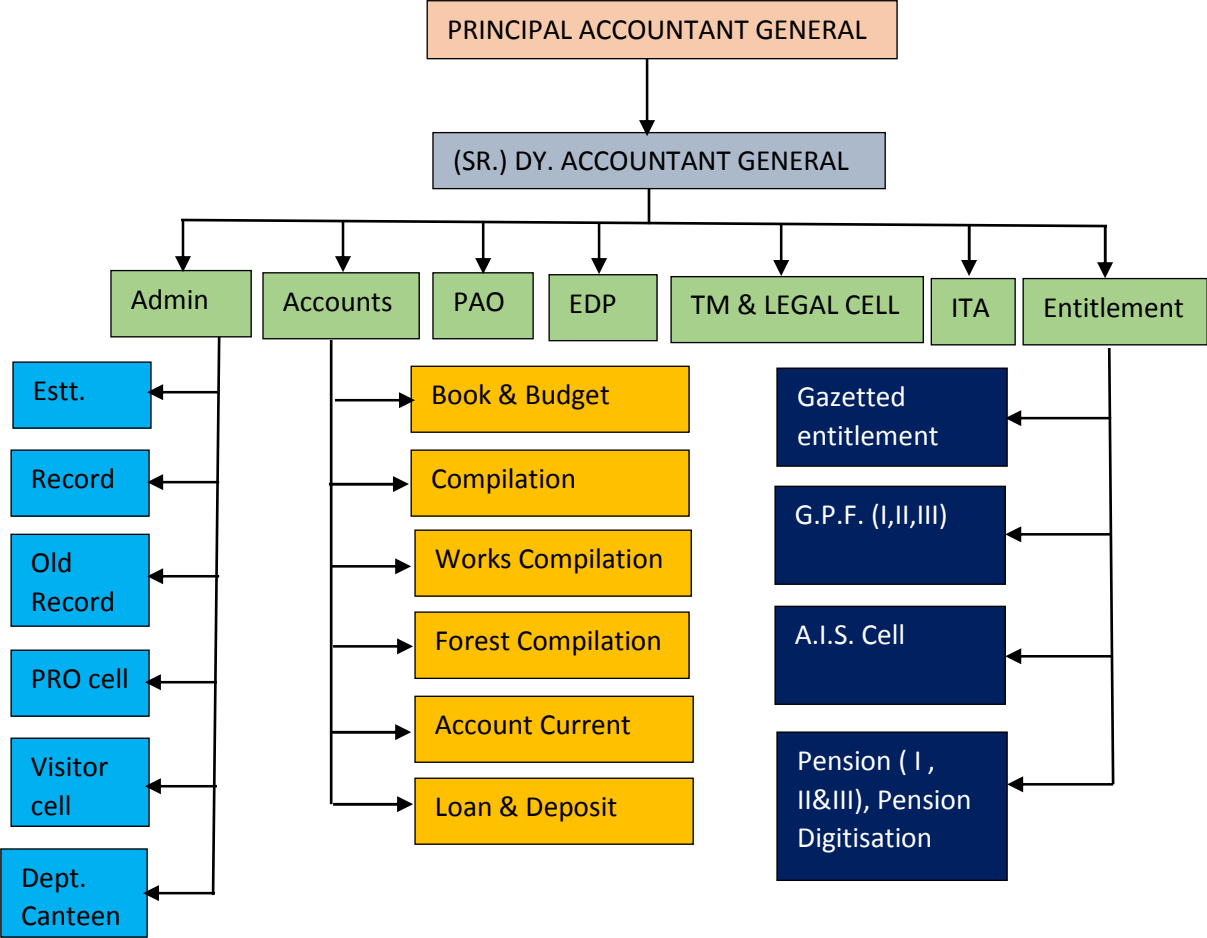 PRINCIPAL ACCOUNTANT GENERAL
(SR.) DY. ACCOUNTANT GENERAL
Admin
Accounts
PAO
EDP
TM & LEGAL CELL
ITA
Entitlement
Estt.
Record
Old
Record
PRO cell
Visitor
cell
Dept.
Canteen
Book & Budget
Compilation
Works Compilation
Forest Compilation
Account Current
Loan & Deposit
Gazetted
entitlement
G.P.F. (I,II,III)
A.I.S. Cell
Pension ( I ,
II&III), Pension
Digitisation